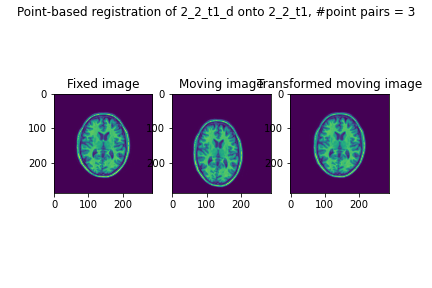 Point-based registration of 2_2_t1_d onto 2_2_t1, #point pairs = 3
Fixed image Moving image Transformed moving image
0 0 0
100 100 100
200 200 200
0 100 200 0 100 200 0 100 200